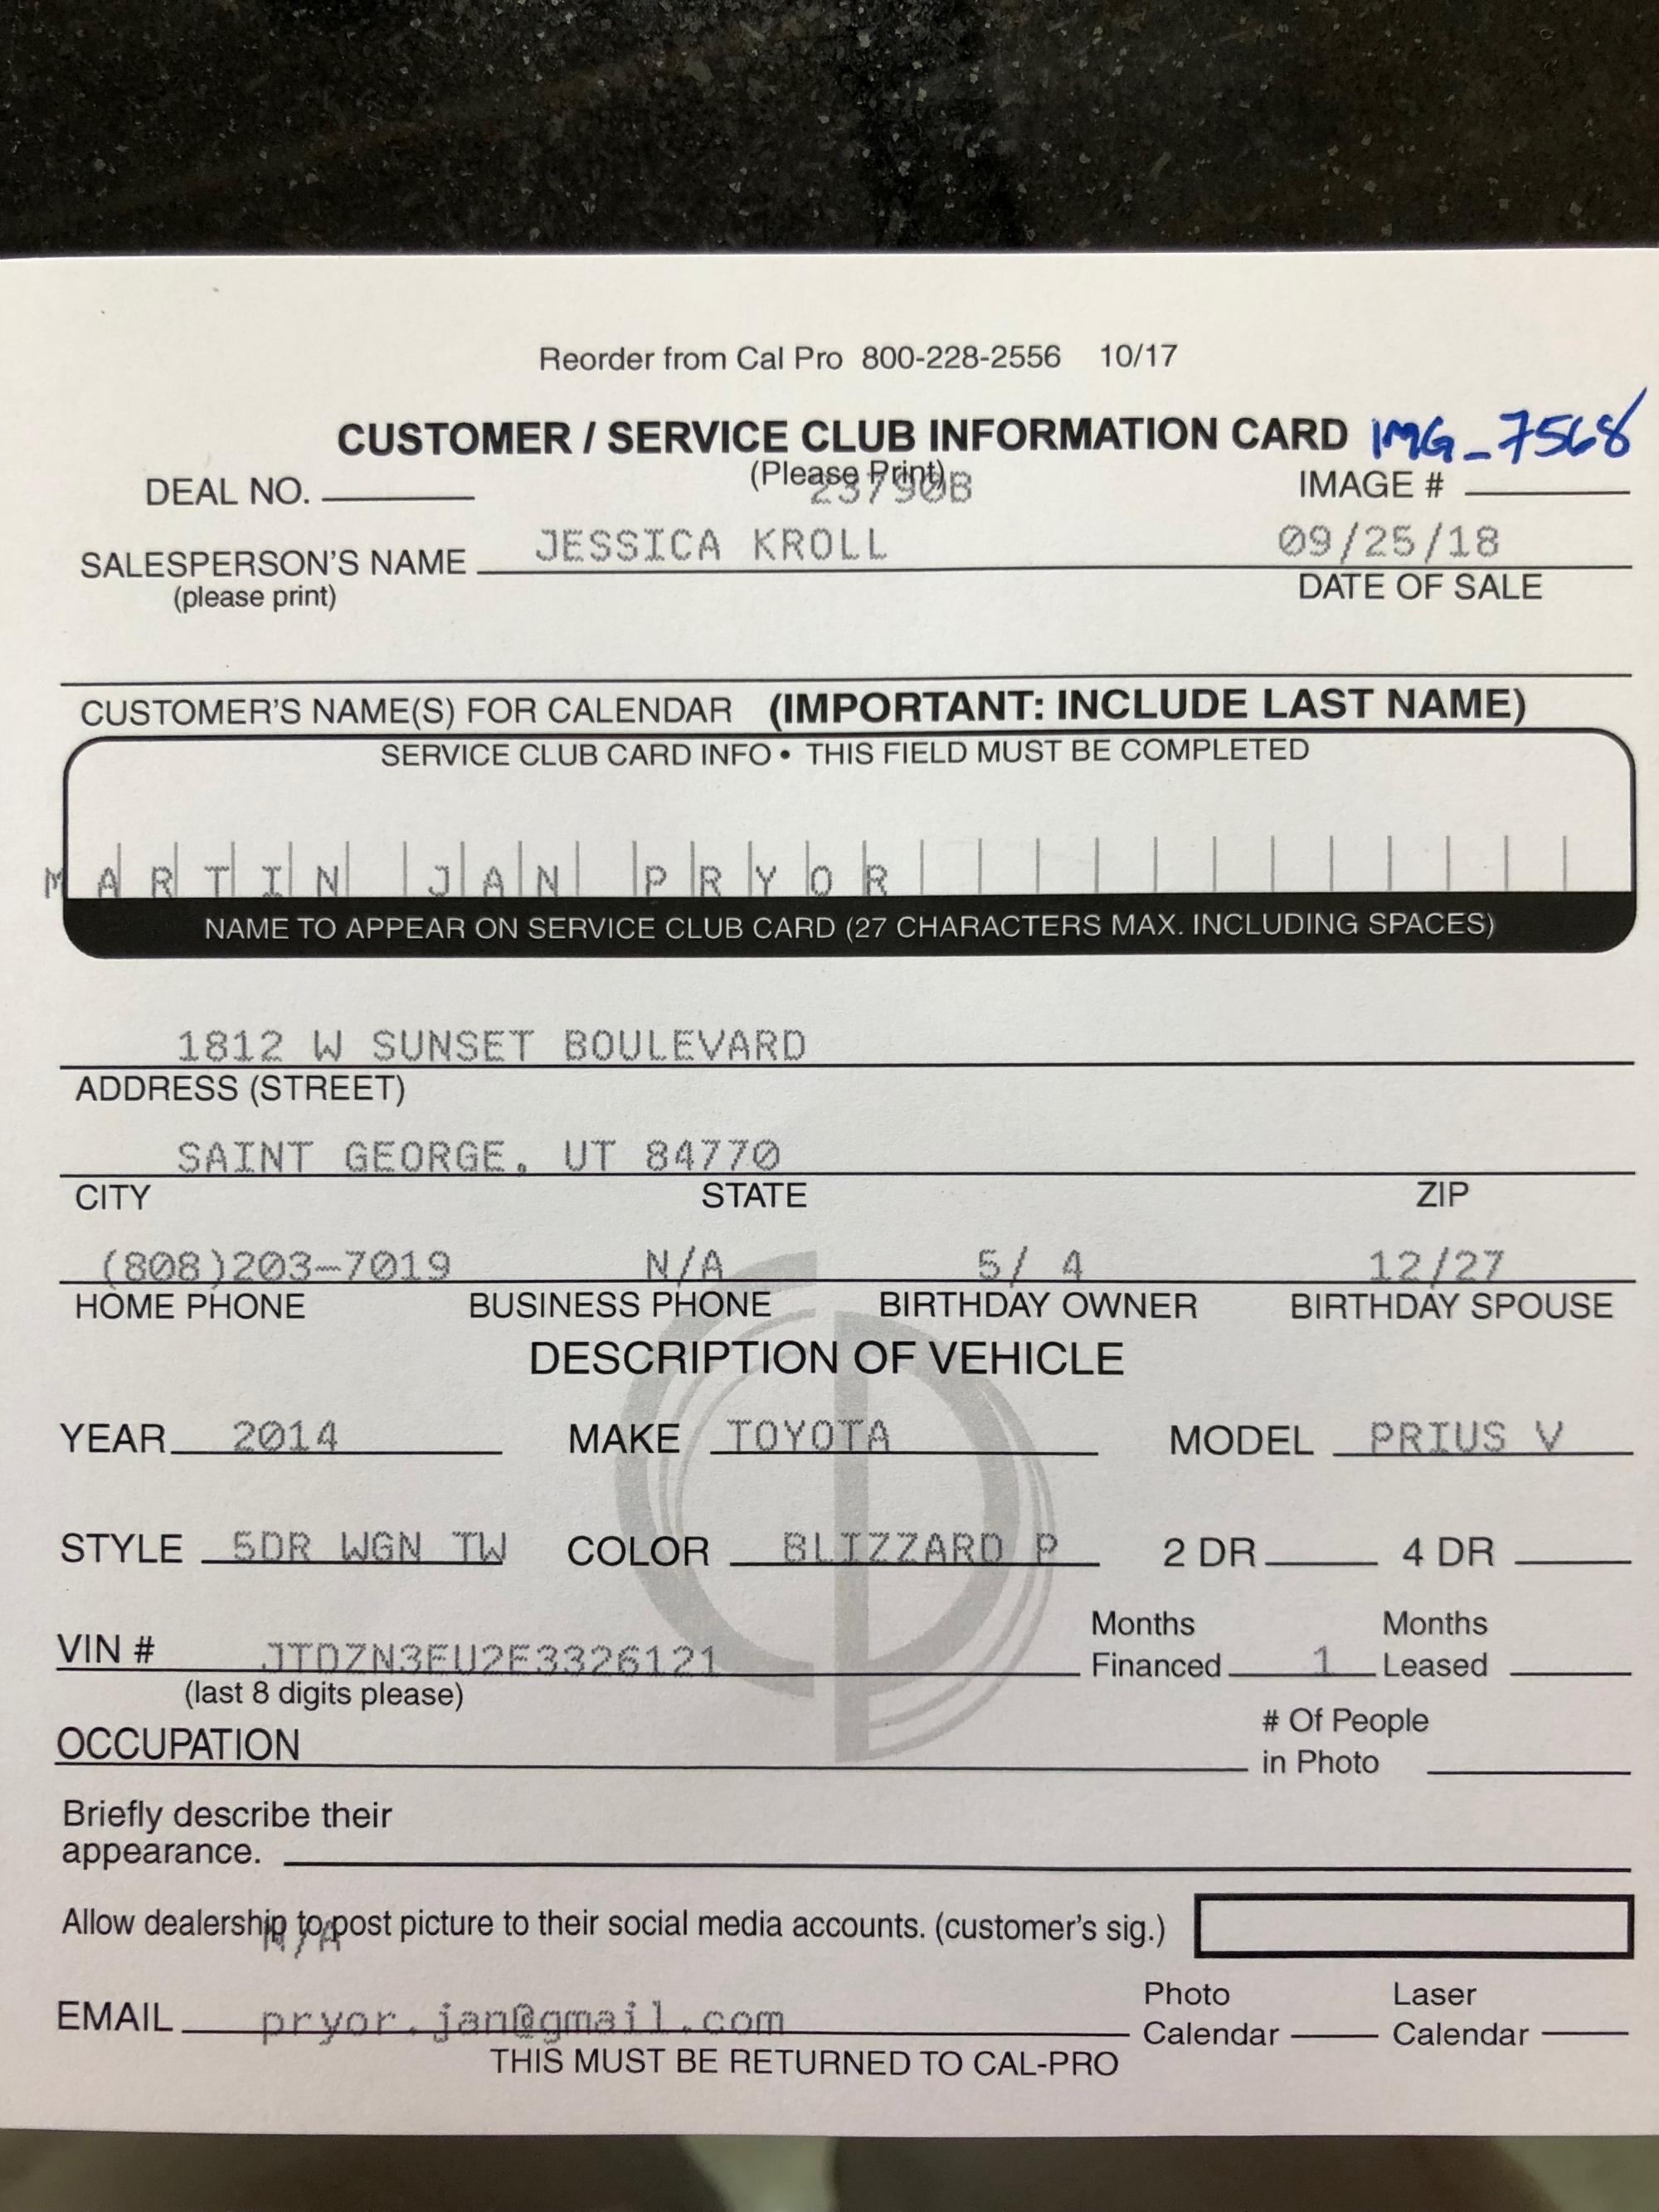 Reorder from Cal Pro 800-228-2556 10/17
CUSTOMER / SERVICE CLUB INFORMATION CARD IMG_7568
(Please Print)
DEAL NO. 23790B IMAGE #
SALESPERSON'S NAME JESSICA KROLL 09/25/18
(please print) DATE OF SALE
CUSTOMER'S NAME(S) FOR CALENDAR (IMPORTANT: INCLUDE LAST NAME)
SERVICE CLUB CARD INFO • THIS FIELD MUST BE COMPLETED
MARTIN JAN PRYOR
NAME TO APPEAR ON SERVICE CLUB CARD (27 CHARACTERS MAX. INCLUDING SPACES)
1812 W SUNSET BOULEVARD
ADDRESS (STREET)
SAINT GEORGE, UT 84770
CITY STATE ZIP
(808)203-7019 N/A 5/ 4 12/27
HOME PHONE BUSINESS PHONE BIRTHDAY OWNER BIRTHDAY SPOUSE
DESCRIPTION OF VEHICLE
YEAR 2014 MAKE TOYOTA MODEL PRIUS V
STYLE 5DR WGN TW COLOR BLIZZARD P 2 DR 4 DR
Months Months
VIN # JTDZN3EU2E3326121 Financed 1 Leased
(last 8 digits please)
# Of People
OCCUPATION in Photo
Briefly describe their
appearance.
Allow dealership to post picture to their social media accounts. (customer's sig.)
N/A
Photo Laser
EMAIL pryor.jan@gmail.com Calendar Calendar
THIS MUST BE RETURNED TO CAL-PRO